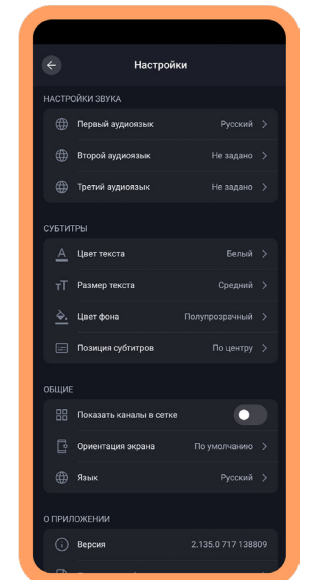 Настройки
НАСТРОЙКИ ЗВУКА
Первый аудиоязык Русский
Второй аудиоязык Не задано
Третий аудиоязык Не задано
СУБТИТРЫ
Цвет текста Белый
Размер текста Средний
Цвет фона Полупрозрачный
Позиция субтитров По центру
ОБЩИЕ
Показать каналы в сетке
Ориентация экрана По умолчанию
Язык Русский
О ПРИЛОЖЕНИИ
Версия 2.135.0 717 138809